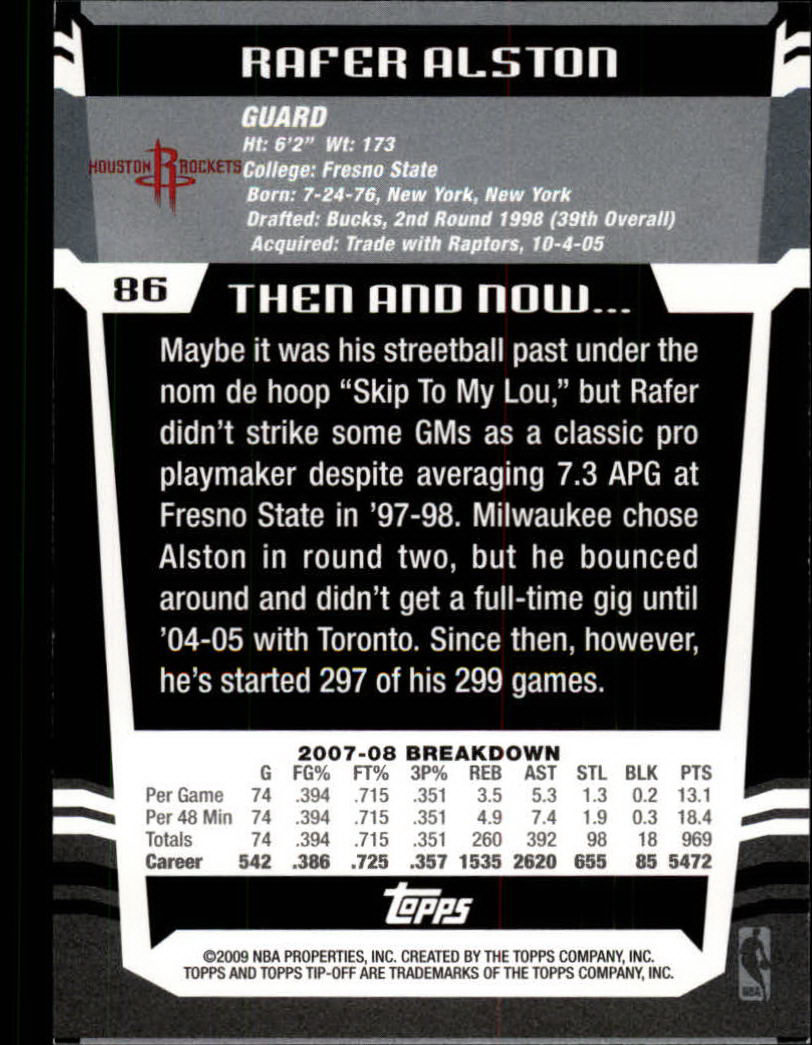 RAFER ALSTON
GUARD
Ht: 6'2" Wt: 173
HOUSTON R ROCKETS
College: Fresno State
Born: 7-24-76, New York, New York
Drafted: Bucks, 2nd Round 1998 (39th Overall)
Acquired: Trade with Raptors, 10-4-05
86
THEN AND NOW...
Maybe it was his streetball past under the
nom de hoop “Skip To My Lou,” but Rafer
didn’t strike some GMs as a classic pro
playmaker despite averaging 7.3 APG at
Fresno State in ’97-98. Milwaukee chose
Alston in round two, but he bounced
around and didn’t get a full-time gig until
’04-05 with Toronto. Since then, however,
he’s started 297 of his 299 games.
2007-08 BREAKDOWN
G FG% FT% 3P% REB AST STL BLK PTS
Per Game 74 .394 .715 .351 3.5 5.3 1.3 0.2 13.1
Per 48 Min 74 .394 .715 .351 4.9 7.4 1.9 0.3 18.4
Totals 74 .394 .715 .351 260 392 98 18 969
Career 542 .386 .725 .357 1535 2620 655 85 5472
topps
©2009 NBA PROPERTIES, INC. CREATED BY THE TOPPS COMPANY, INC.
TOPPS AND TOPPS TIP-OFF ARE TRADEMARKS OF THE TOPPS COMPANY, INC.
NBA